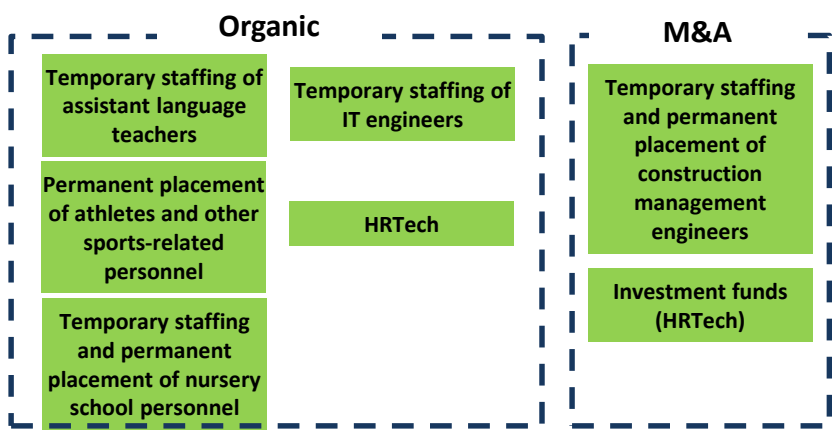 Organic
Temporary staffing of
assistant language
teachers
Permanent placement
of athletes and other
sports-related
personnel
Temporary staffing
and permanent
placement of nursery
school personnel
Temporary staffing of
IT engineers
HRTech
M&A
Temporary staffing
and permanent
placement of
construction
management
engineers
Investment funds
(HRTech)